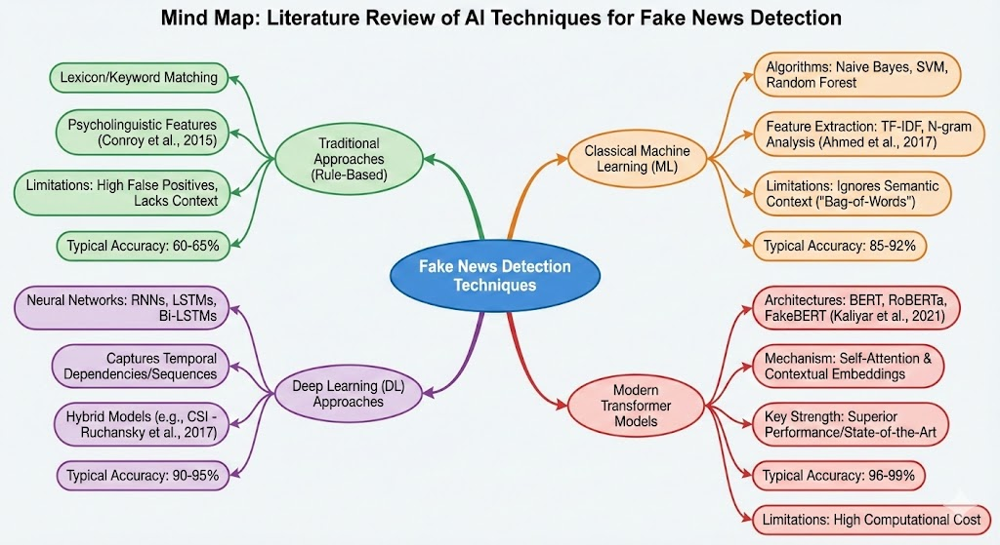 Mind Map: Literature Review of AI Techniques for Fake News Detection
Fake News Detection
Techniques
Traditional
Approaches
(Rule-Based)
Lexicon/Keyword Matching
Psycholinguistic Features
(Conroy et al., 2015)
Limitations: High False Positives,
Lacks Context
Typical Accuracy: 60-65%
Classical Machine
Learning (ML)
Algorithms: Naive Bayes, SVM,
Random Forest
Feature Extraction: TF-IDF, N-gram
Analysis (Ahmed et al., 2017)
Limitations: Ignores Semantic
Context ("Bag-of-Words")
Typical Accuracy: 85-92%
Deep Learning (DL)
Approaches
Neural Networks: RNNs, LSTMs,
Bi-LSTMs
Captures Temporal
Dependencies/Sequences
Hybrid Models (e.g., CSI -
Ruchansky et al., 2017)
Typical Accuracy: 90-95%
Modern
Transformer
Models
Architectures: BERT, RoBERTa,
FakeBERT (Kaliyar et al., 2021)
Mechanism: Self-Attention &
Contextual Embeddings
Key Strength: Superior
Performance/State-of-the-Art
Typical Accuracy: 96-99%
Limitations: High Computational Cost